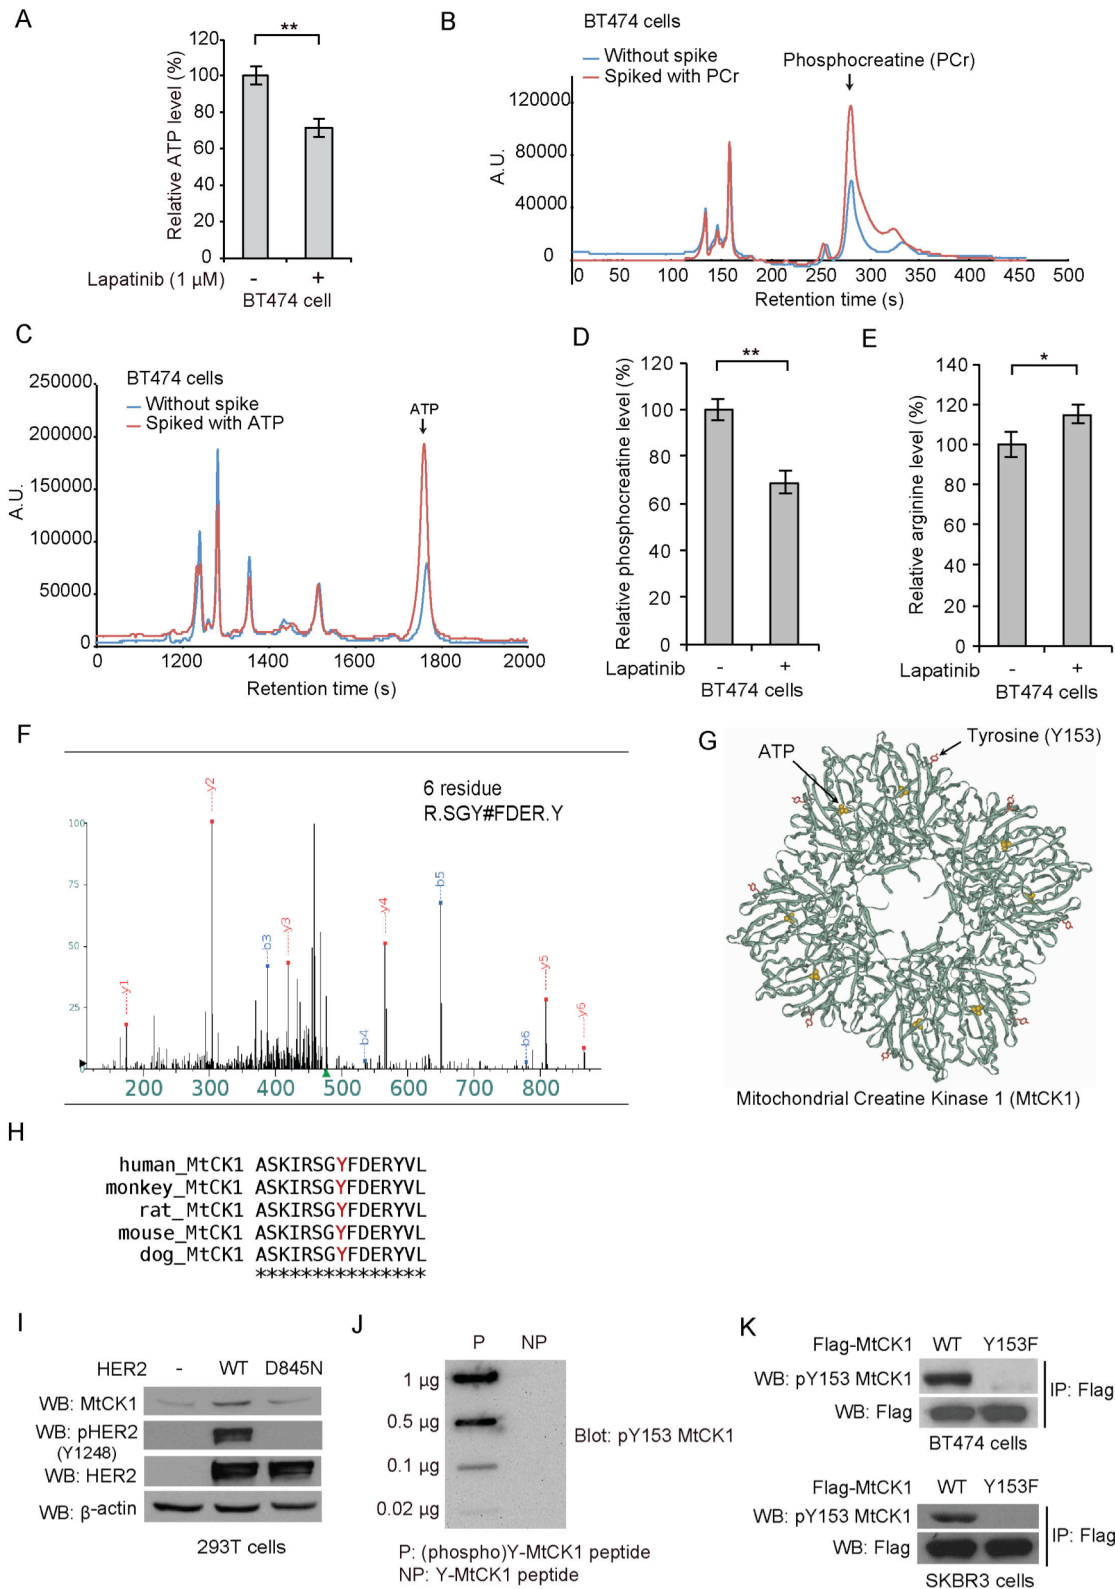 A
Relative ATP level (%)
120
100
80
60
40
20
0
**
Lapatinib (1 μM) - +
BT474 cell
B
BT474 cells
Without spike
Spiked with PCr
Phosphocreatine (PCr)
A.U.
120000
80000
40000
0
0 50 100 150 200 250 300 350 400 450 500
Retention time (s)
C
BT474 cells
Without spike
Spiked with ATP
ATP
A.U.
250000
200000
150000
100000
50000
0
0 1200 1400 1600 1800 2000
Retention time (s)
D
Relative phosphocreatine level (%)
120
100
80
60
40
20
0
**
Lapatinib - +
BT474 cells
E
Relative arginine level (%)
140
120
100
80
60
40
20
0
*
Lapatinib - +
BT474 cells
F
6 residue
R.SGY#FDER.Y
100
75
50
25
y1
y2
b3
y3
b4
y4
b5
b6
y5
y6
200 300 400 500 600 700 800
G
Tyrosine (Y153)
ATP
Mitochondrial Creatine Kinase 1 (MtCK1)
H
human_MtCK1 ASKIRSGYFDERYVL
monkey_MtCK1 ASKIRSGYFDERYVL
rat_MtCK1 ASKIRSGYFDERYVL
mouse_MtCK1 ASKIRSGYFDERYVL
dog_MtCK1 ASKIRSGYFDERYVL
***************
I
HER2 - WT D845N
WB: MtCK1
WB: pHER2
(Y1248)
WB: HER2
WB: β-actin
293T cells
J
P NP
1 μg
0.5 μg
0.1 μg
0.02 μg
Blot: pY153 MtCK1
P: (phospho)Y-MtCK1 peptide
NP: Y-MtCK1 peptide
K
Flag-MtCK1 WT Y153F
WB: pY153 MtCK1
WB: Flag
IP: Flag
BT474 cells
Flag-MtCK1 WT Y153F
WB: pY153 MtCK1
WB: Flag
IP: Flag
SKBR3 cells